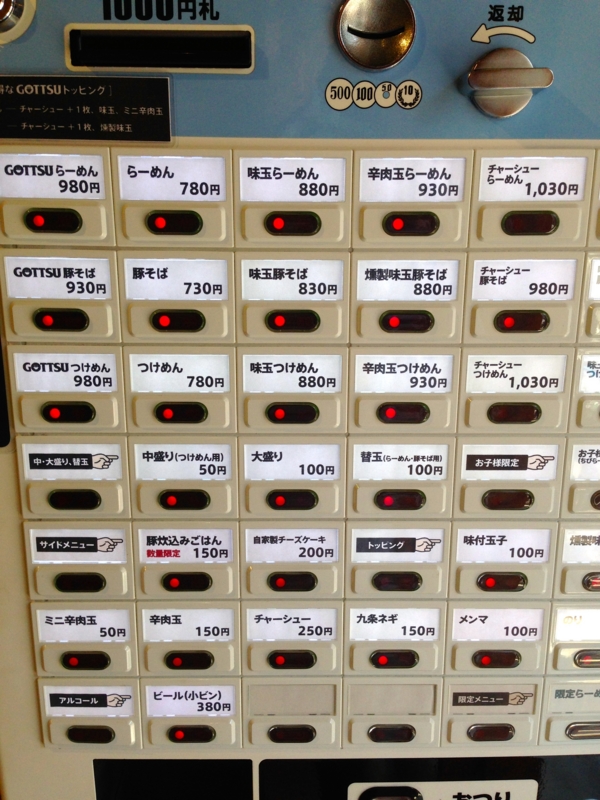 1000円札
返却
500 100 50 10
なGOTTSUトッピング
チャーシュー+1枚、味玉、ミニ辛肉玉
チャーシュー+1枚、燻製味玉
GOTTSUらーめん
980円
らーめん
780円
味玉らーめん
880円
辛肉玉らーめん
930円
チャーシュー
らーめん
1,030円
GOTTSU豚そば
930円
豚そば
730円
味玉豚そば
830円
燻製味玉豚そば
880円
チャーシュー
豚そば
980円
GOTTSUつけめん
980円
つけめん
780円
味玉つけめん
880円
辛肉玉つけめん
930円
チャーシュー
つけめん
1,030円
中・大盛り、替玉
中盛り(つけめん用)
50円
大盛り
100円
替玉(らーめん・豚そば用)
100円
お子様限定
お子様
サイドメニュー
豚炊込みごはん
数量限定 150円
自家製チーズケーキ
200円
トッピング
味付玉子
100円
燻製味
ミニ辛肉玉
50円
辛肉玉
150円
チャーシュー
250円
九条ネギ
150円
メンマ
100円
アルコール
ビール(小ビン)
380円
限定メニュー
限定らーめ
おつり